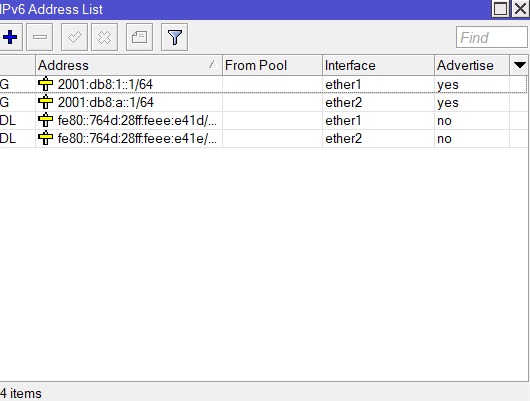 IPv6 Address List
Find
Address From Pool Interface Advertise
G 2001:db8:1::1/64 ether1 yes
G 2001:db8:a::1/64 ether2 yes
DL fe80::764d:28ff:feee:e41d/... ether1 no
DL fe80::764d:28ff:feee:e41e/... ether2 no
4 items